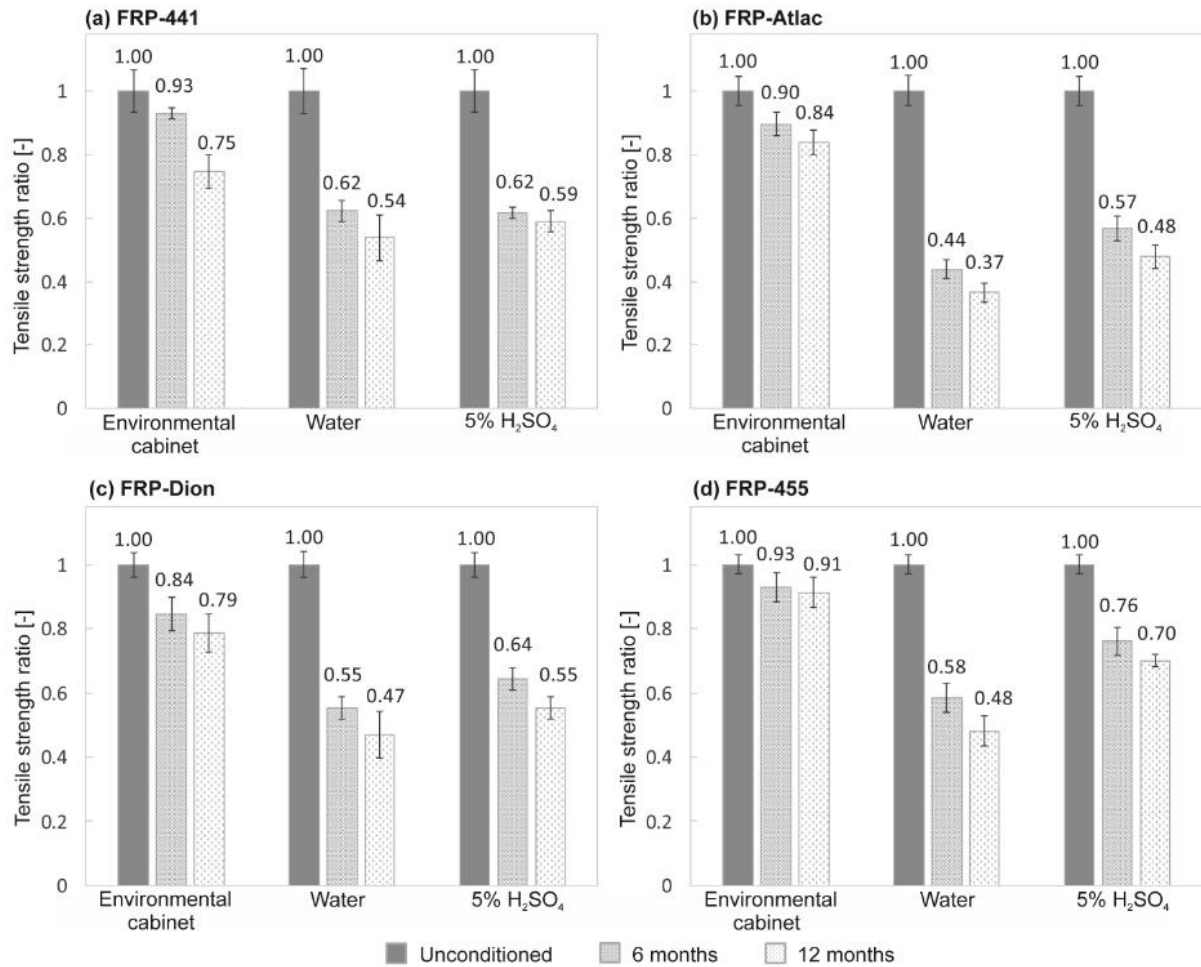 (a) FRP-441
Tensile strength ratio [-]
1
0.8
0.6
0.4
0.2
0
1.00
0.93
0.75
1.00
0.62
0.54
1.00
0.62
0.59
Environmental
cabinet
Water
5% H₂SO₄
(b) FRP-Atlac
Tensile strength ratio [-]
1
0.8
0.6
0.4
0.2
0
1.00
0.90
0.84
1.00
0.44
0.37
1.00
0.57
0.48
Environmental
cabinet
Water
5% H₂SO₄
(c) FRP-Dion
Tensile strength ratio [-]
1
0.8
0.6
0.4
0.2
0
1.00
0.84
0.79
1.00
0.55
0.47
1.00
0.64
0.55
Environmental
cabinet
Water
5% H₂SO₄
(d) FRP-455
Tensile strength ratio [-]
1
0.8
0.6
0.4
0.2
0
1.00
0.93
0.91
1.00
0.58
0.48
1.00
0.76
0.70
Environmental
cabinet
Water
5% H₂SO₄
Unconditioned
6 months
12 months